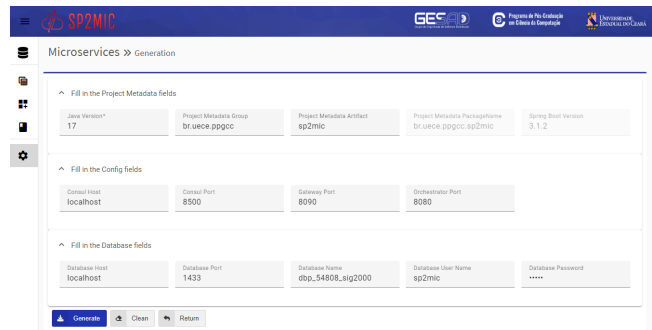 SP2MIC
GESAD
Programa de Pós-Graduação
em Ciência da Computação
UNIVERSIDADE
ESTADUAL DO CEARÁ
Microservices » Generation
Fill in the Project Metadata fields
Java Version*
17
Project Metadata Group
br.uece.ppgcc
Project Metadata Artifact
sp2mic
Project Metadata PackageName
br.uece.ppgcc.sp2mic
Spring Boot Version
3.1.2
Fill in the Config fields
Consul Host
localhost
Consul Port
8500
Gateway Port
8090
Orchestrator Port
8080
Fill in the Database fields
Database Host
localhost
Database Port
1433
Database Name
dbp_54808_sig2000
Database User Name
sp2mic
Database Password
•••••
Generate
Clean
Return